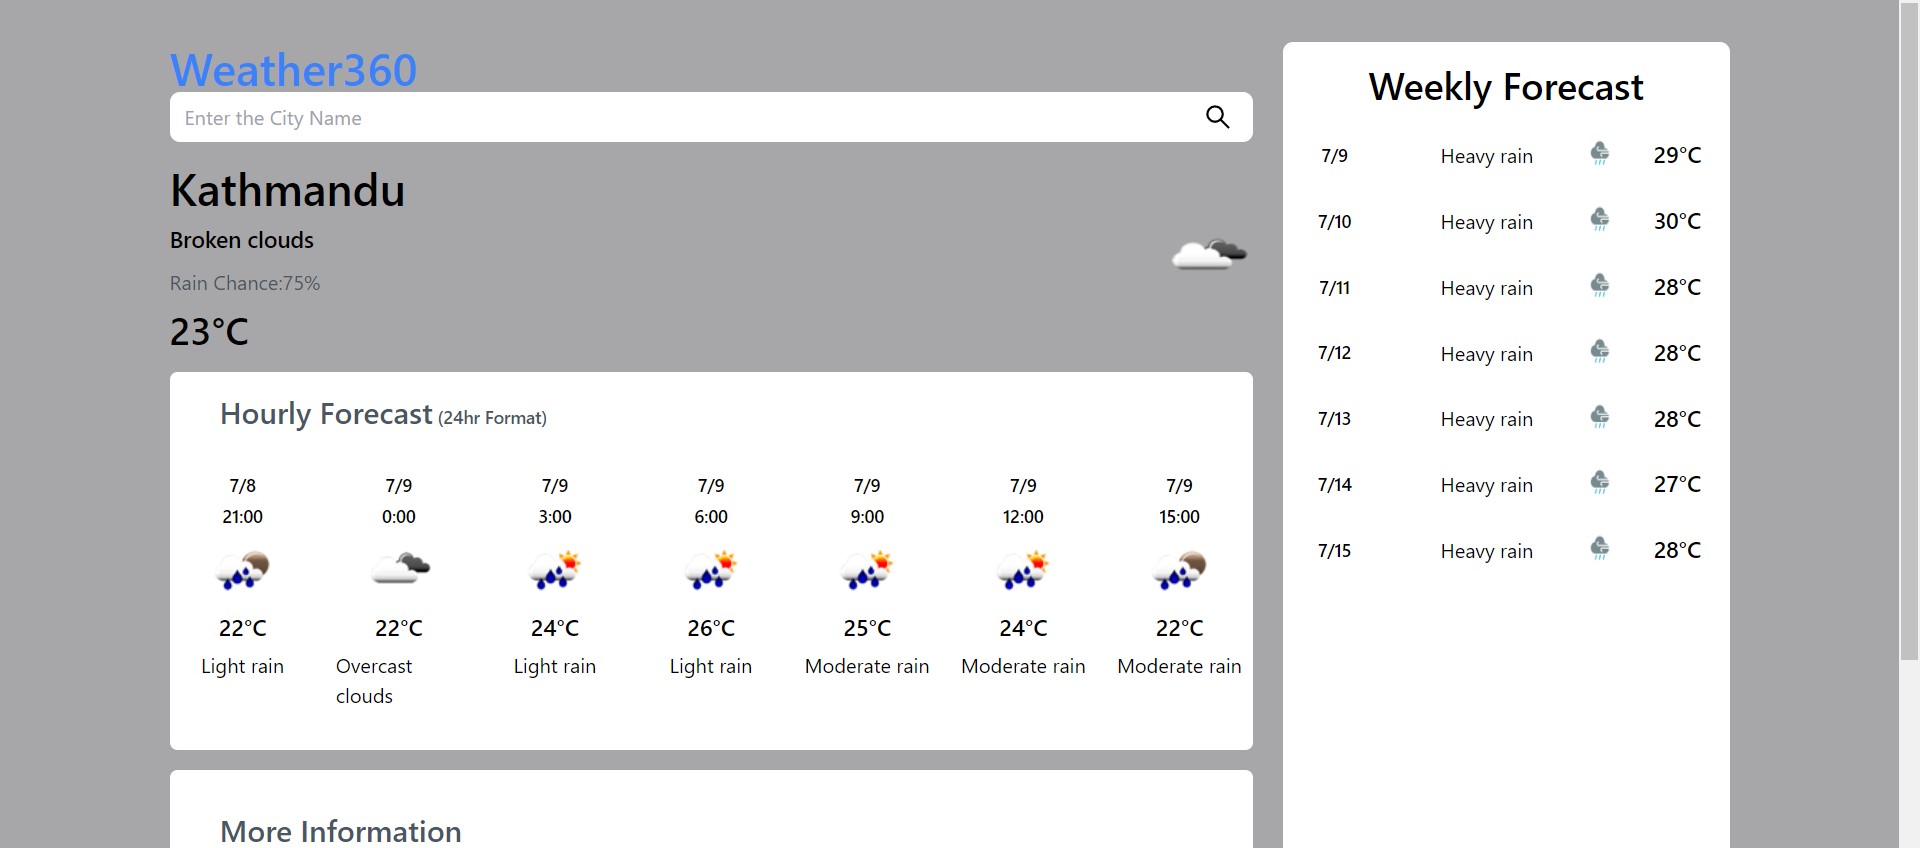 Weather360
Enter the City Name
Kathmandu
Broken clouds
Rain Chance:75%
23°C
Hourly Forecast (24hr Format)
7/8 7/9 7/9 7/9 7/9 7/9 7/9
21:00 0:00 3:00 6:00 9:00 12:00 15:00
22°C 22°C 24°C 26°C 25°C 24°C 22°C
Light rain Overcast Light rain Light rain Moderate rain Moderate rain Moderate rain
clouds
More Information
Weekly Forecast
7/9 Heavy rain 29°C
7/10 Heavy rain 30°C
7/11 Heavy rain 28°C
7/12 Heavy rain 28°C
7/13 Heavy rain 28°C
7/14 Heavy rain 27°C
7/15 Heavy rain 28°C